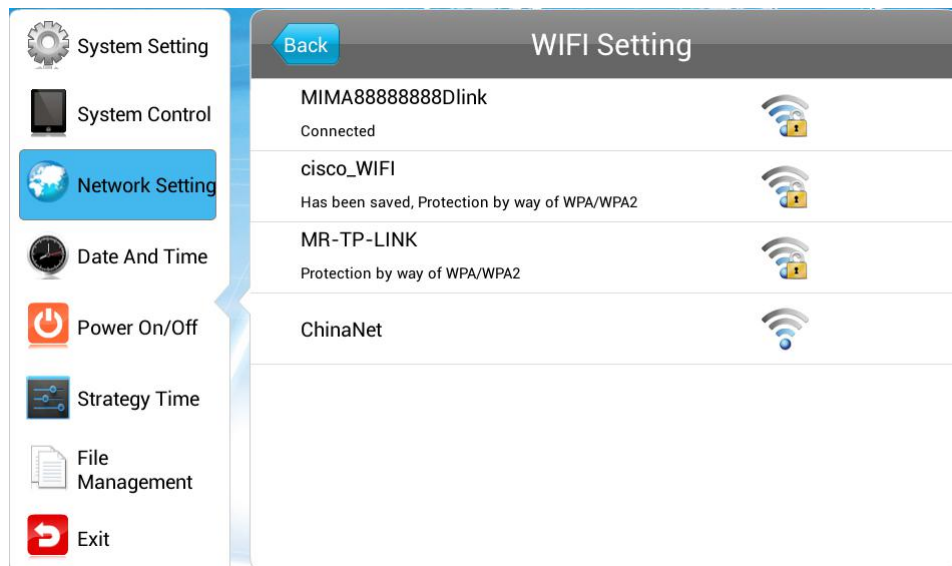 System Setting
System Control
Network Setting
Date And Time
Power On/Off
Strategy Time
File
Management
Exit
Back
WIFI Setting
MIMA88888888Dlink
Connected
cisco_WIFI
Has been saved, Protection by way of WPA/WPA2
MR-TP-LINK
Protection by way of WPA/WPA2
ChinaNet